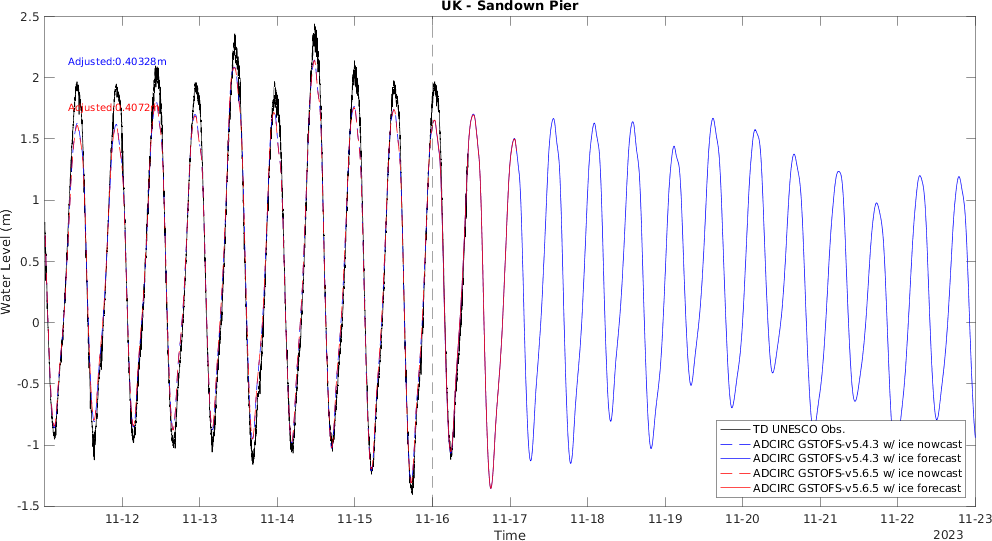 UK - Sandown Pier
2.5
2
1.5
1
0.5
0
-0.5
-1
-1.5
Water Level (m)
Adjusted:0.40328m
TD UNESCO Obs.
ADCIRC GSTOFS-v5.4.3 w/ ice nowcast
ADCIRC GSTOFS-v5.4.3 w/ ice forecast
ADCIRC GSTOFS-v5.6.5 w/ ice nowcast
ADCIRC GSTOFS-v5.6.5 w/ ice forecast
11-12 11-13 11-14 11-15 11-16 11-17 11-18 11-19 11-20 11-21 11-22 11-23
Time
2023